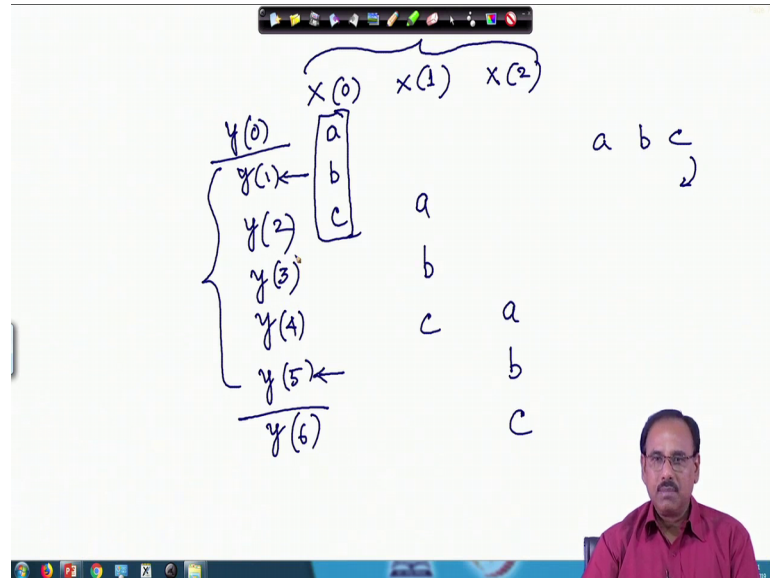 x(0) x(1) x(2)
y(0) a a b c
y(1) b
y(2) c a
y(3) b
y(4) c a
y(5) b
y(6) c